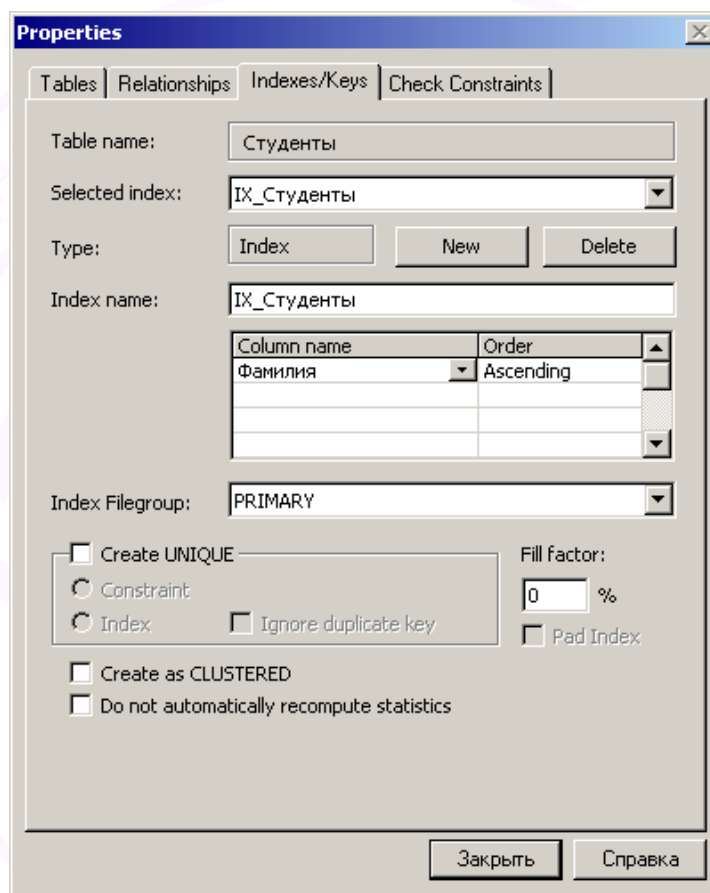 Properties
Tables Relationships Indexes/Keys Check Constraints
Table name: Студенты
Selected index: IX_Студенты
Type: Index New Delete
Index name: IX_Студенты
Column name Order
Фамилия Ascending
Index Filegroup: PRIMARY
Create UNIQUE Fill factor:
Constraint 0 %
Index Ignore duplicate key Pad Index
Create as CLUSTERED
Do not automatically recompute statistics
Закрыть Справка